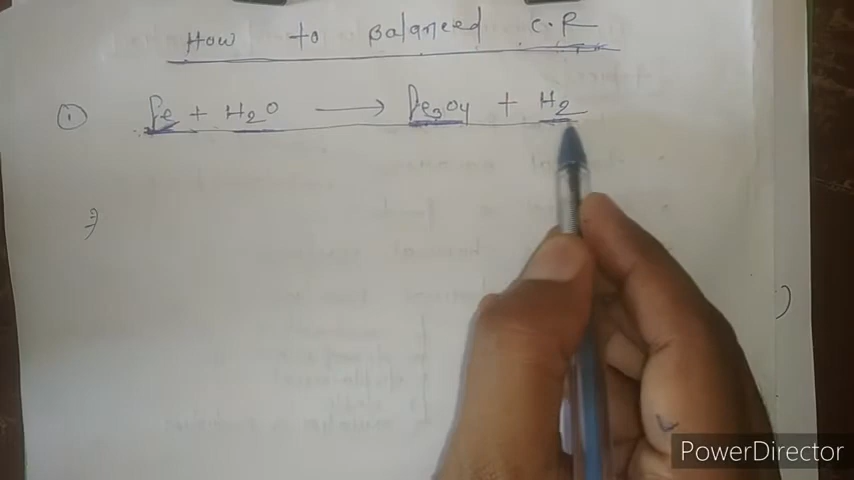 How to Balanced C.R
① Fe + H2O → Fe3O4 + H2
⇒
PowerDirector